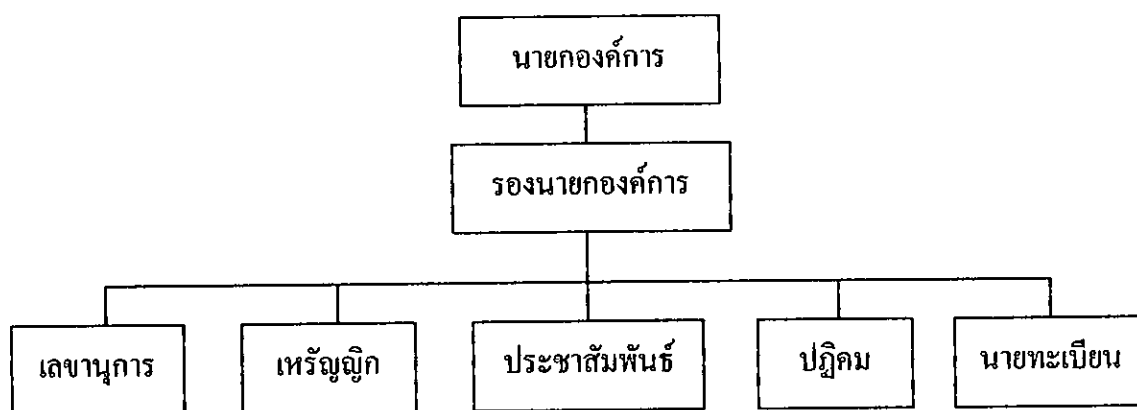 นายกองค์การ
รองนายกองค์การ
เลขานุการ
เหรัญญิก
ประชาสัมพันธ์
ปฏิคม
นายทะเบียน